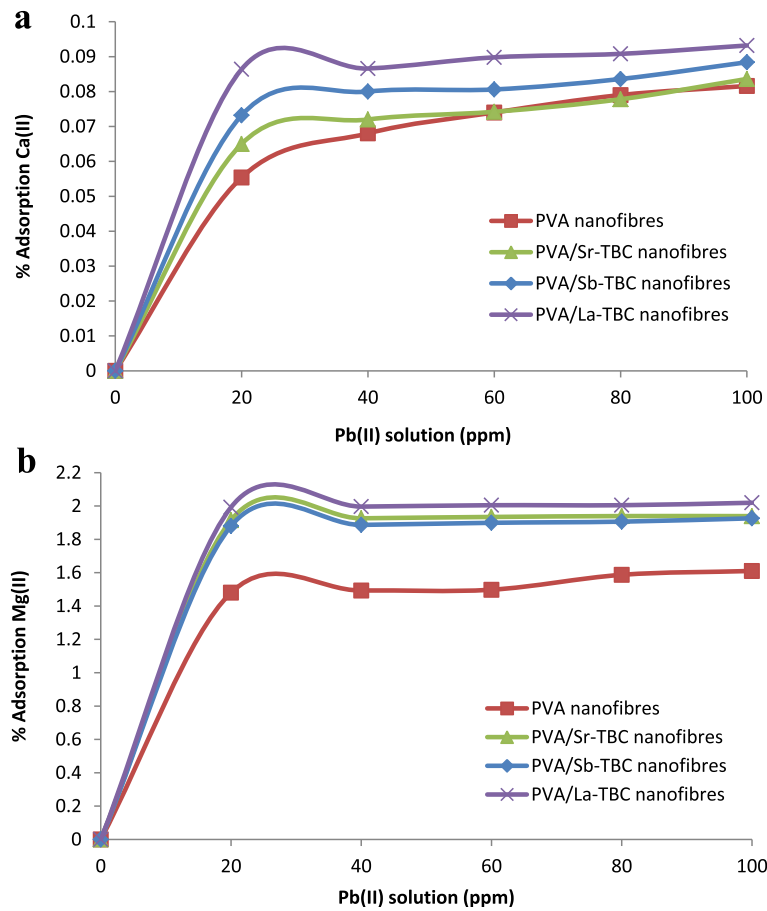 a
% Adsorption Ca(II)
0.1
0.09
0.08
0.07
0.06
0.05
0.04
0.03
0.02
0.01
0
PVA nanofibres
PVA/Sr-TBC nanofibres
PVA/Sb-TBC nanofibres
PVA/La-TBC nanofibres
0 20 40 60 80 100
Pb(II) solution (ppm)
b
% Adsorption Mg(II)
2.2
2
1.8
1.6
1.4
1.2
1
0.8
0.6
0.4
0.2
0
PVA nanofibres
PVA/Sr-TBC nanofibres
PVA/Sb-TBC nanofibres
PVA/La-TBC nanofibres
0 20 40 60 80 100
Pb(II) solution (ppm)